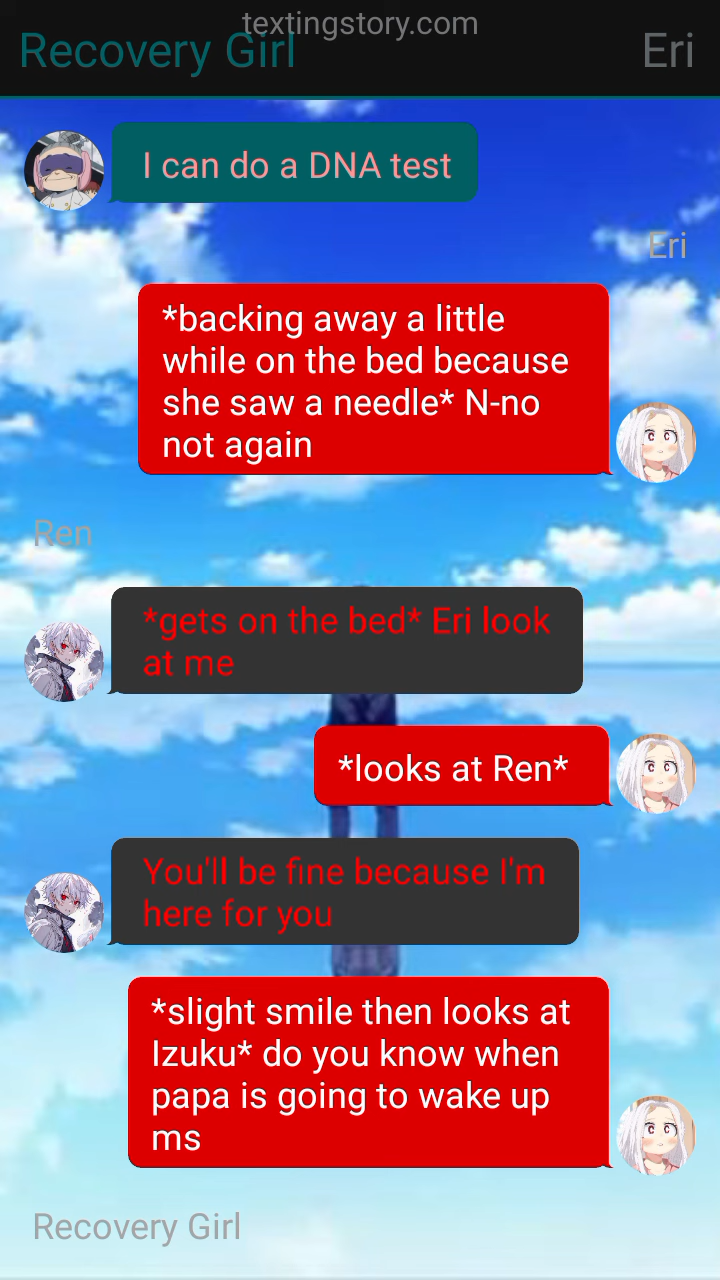 textingstory.com
Recovery Girl
Eri
I can do a DNA test
Eri
*backing away a little
while on the bed because
she saw a needle* N-no
not again
Ren
*gets on the bed* Eri look
at me
*looks at Ren*
You'll be fine because I'm
here for you
*slight smile then looks at
Izuku* do you know when
papa is going to wake up
ms
Recovery Girl